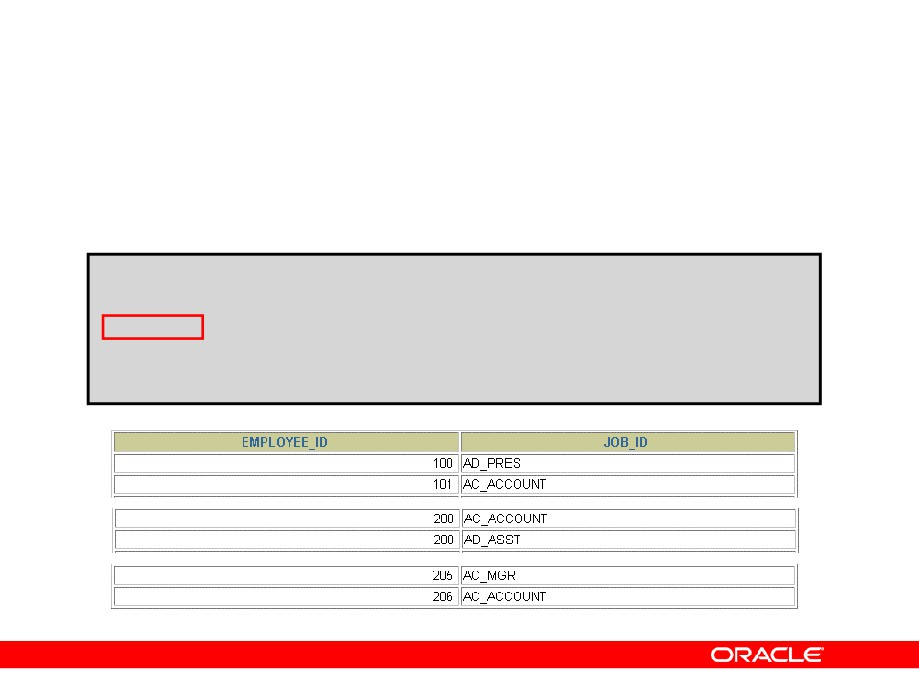 EMPLOYEE_ID JOB_ID
100 AD_PRES
101 AC_ACCOUNT
200 AC_ACCOUNT
200 AD_ASST
205 AC_MGR
206 AC_ACCOUNT
ORACLE